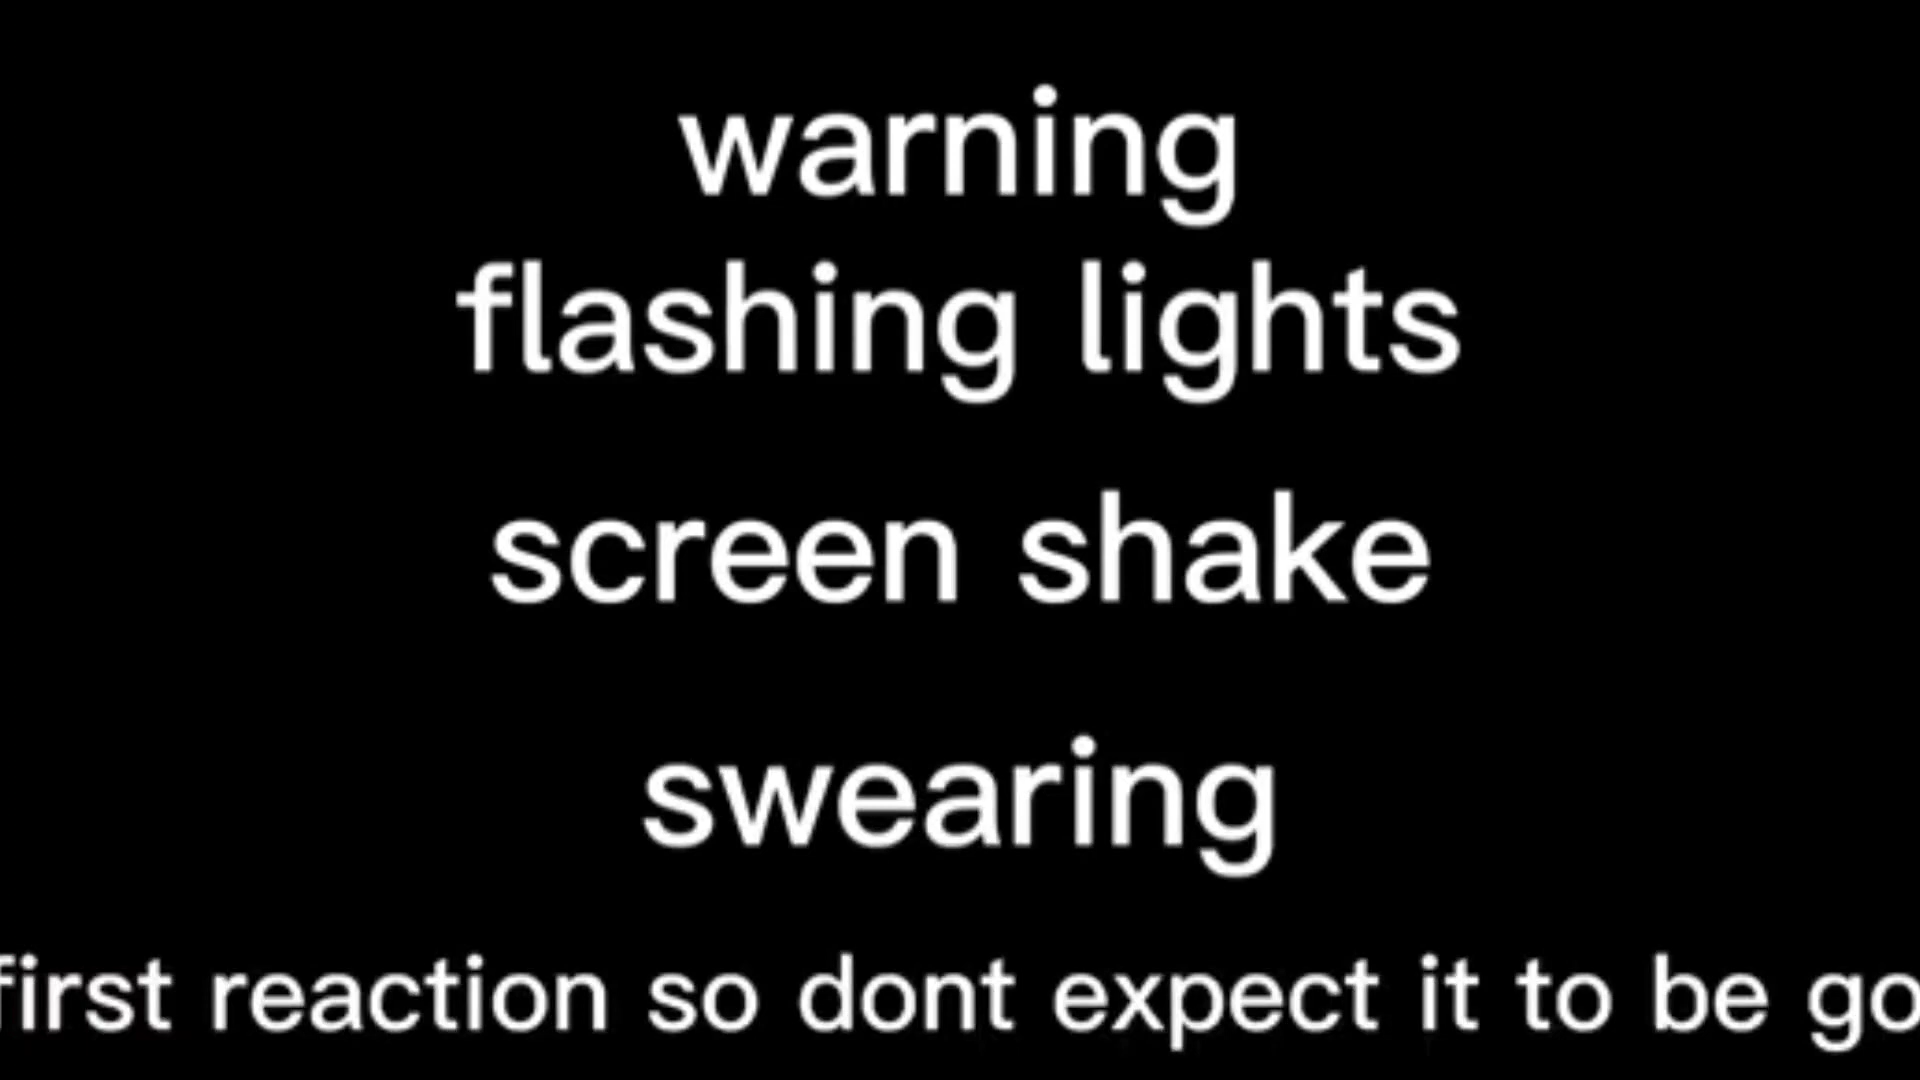 warning
flashing lights
screen shake
swearing
first reaction so dont expect it to be go